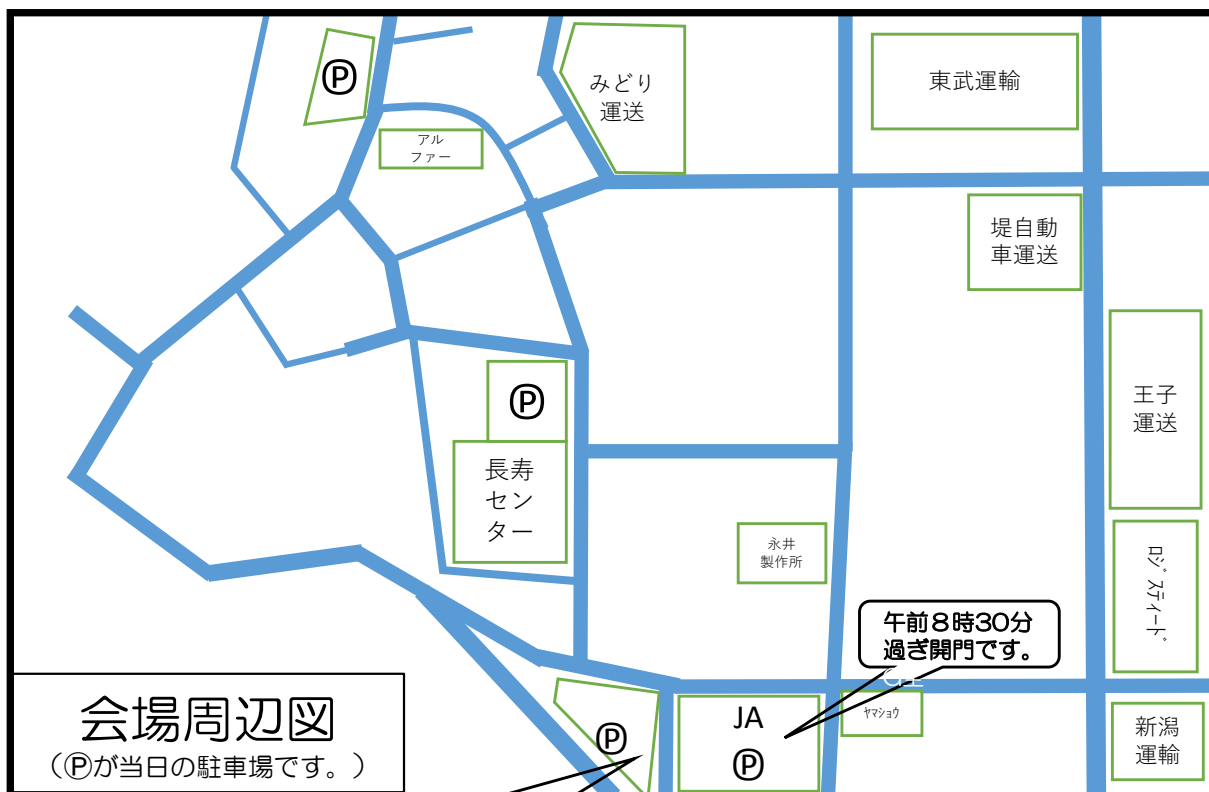 Ⓟ
みどり
運送
東武運輸
アル
ファー
堤自動
車運送
王子
運送
Ⓟ
長寿
セン
ター
永井
製作所
ロジスティード
午前8時30分
過ぎ開門です。
会場周辺図
（Ⓟが当日の駐車場です。）
Ⓟ
JA
Ⓟ
ヤマショウ
新潟
運輸